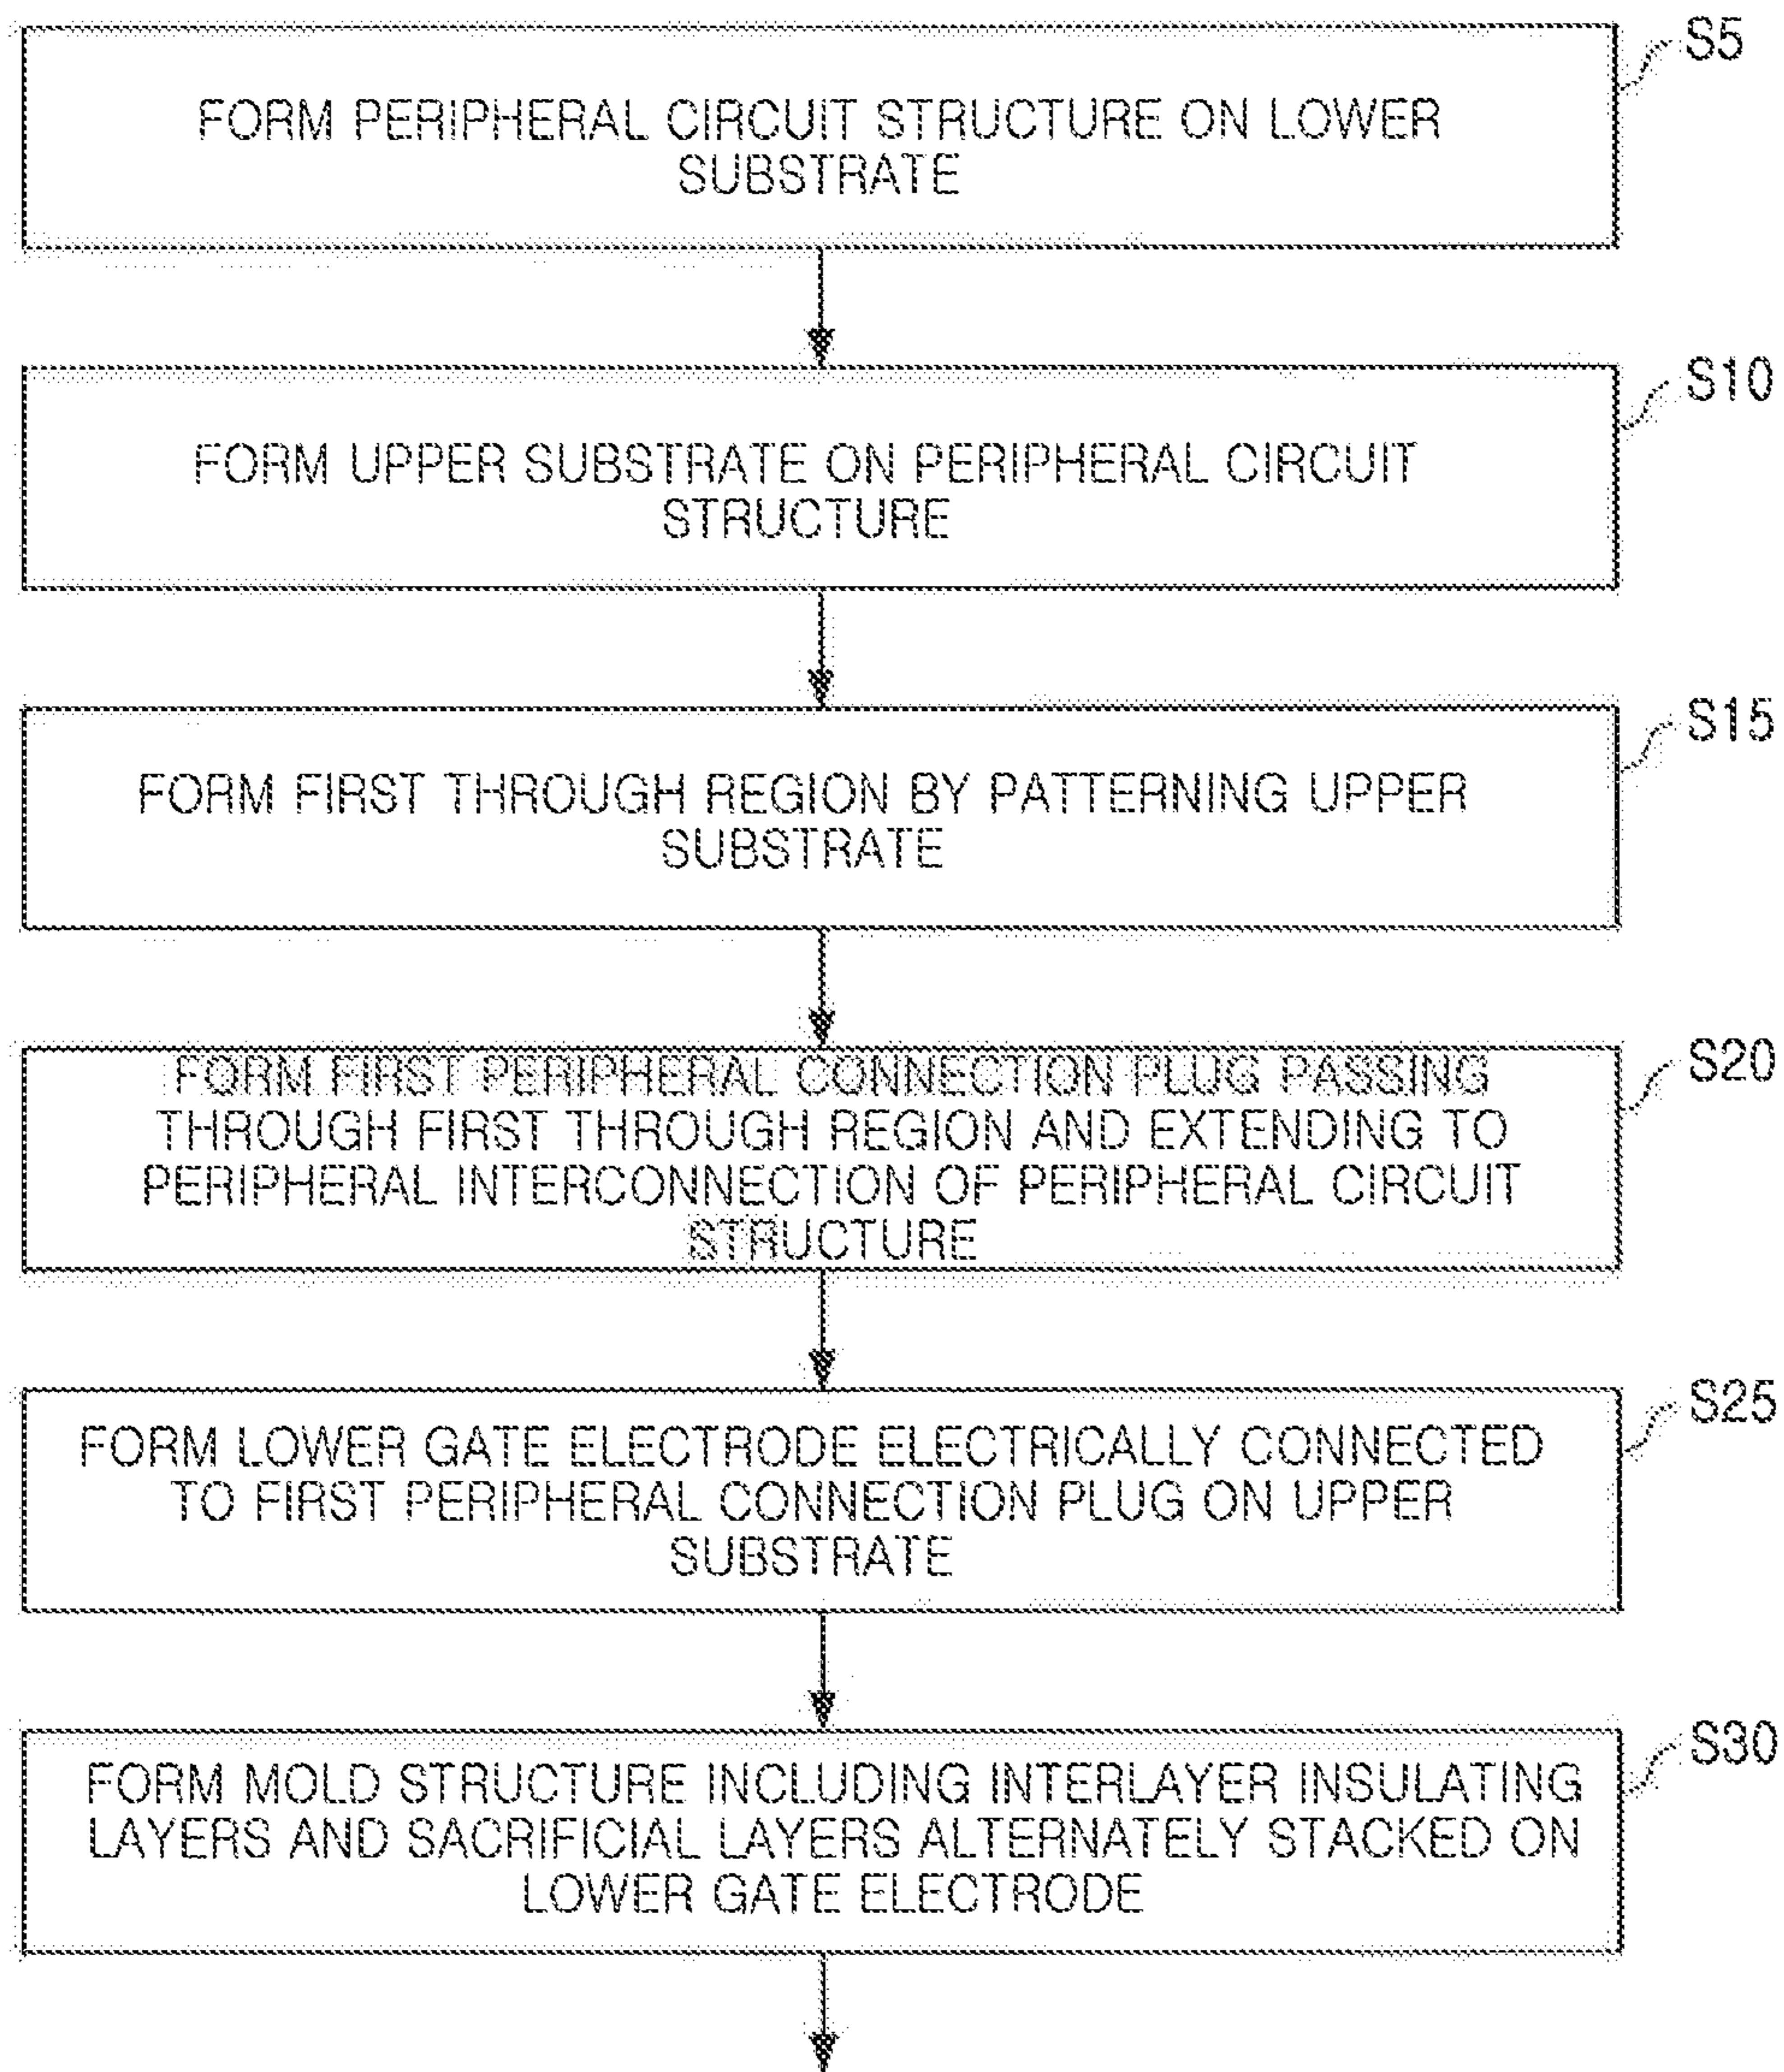 S5
FORM PERIPHERAL CIRCUIT STRUCTURE ON LOWER
SUBSTRATE
S10
FORM UPPER SUBSTRATE ON PERIPHERAL CIRCUIT
STRUCTURE
S15
FORM FIRST THROUGH REGION BY PATTERNING UPPER
SUBSTRATE
S20
FORM FIRST PERIPHERAL CONNECTION PLUG PASSING
THROUGH FIRST THROUGH REGION AND EXTENDING TO
PERIPHERAL INTERCONNECTION OF PERIPHERAL CIRCUIT
STRUCTURE
S25
FORM LOWER GATE ELECTRODE ELECTRICALLY CONNECTED
TO FIRST PERIPHERAL CONNECTION PLUG ON UPPER
SUBSTRATE
S30
FORM MOLD STRUCTURE INCLUDING INTERLAYER INSULATING
LAYERS AND SACRIFICIAL LAYERS ALTERNATELY STACKED ON
LOWER GATE ELECTRODE